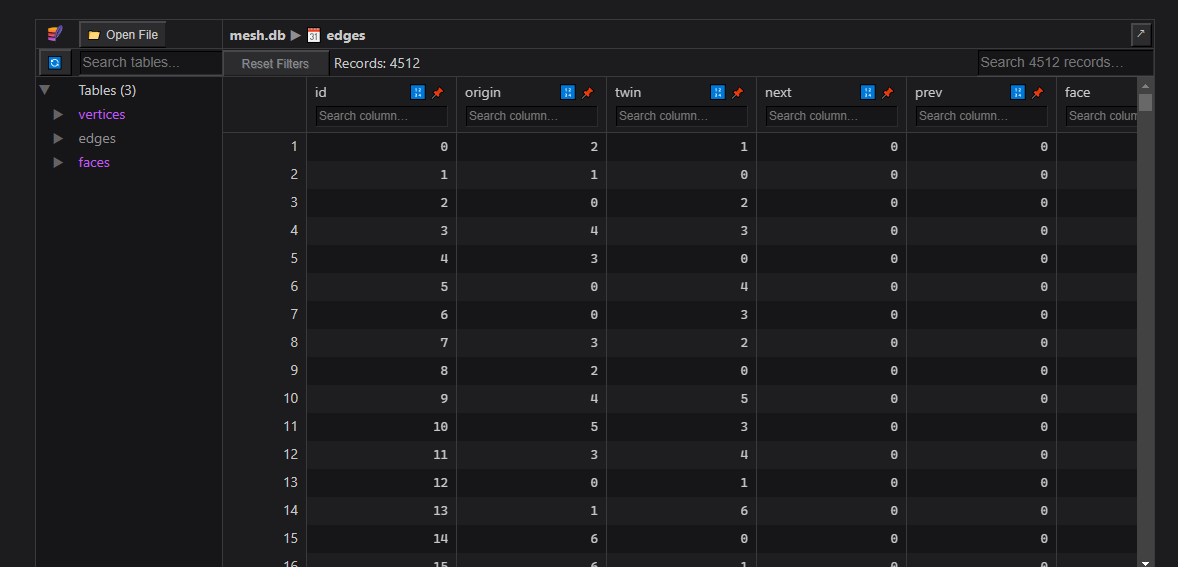 Open File mesh.db ▶ edges
Search tables... Reset Filters Records: 4512 Search 4512 records...
Tables (3)
vertices
edges
faces
id origin twin next prev face
Search column... Search column... Search column... Search column... Search column... Search colum
1 0 2 1 0 0
2 1 1 0 0 0
3 2 0 2 0 0
4 3 4 3 0 0
5 4 3 0 0 0
6 5 0 4 0 0
7 6 0 3 0 0
8 7 3 2 0 0
9 8 2 0 0 0
10 9 4 5 0 0
11 10 5 3 0 0
12 11 3 4 0 0
13 12 0 1 0 0
14 13 1 6 0 0
15 14 6 0 0 0
16 15 6 1 0 0